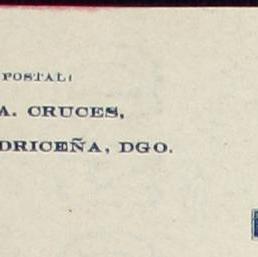 POSTAL:
A. CRUCES,
DRICEÑA, DGO.